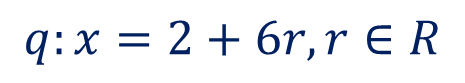 q: x = 2 + 6r, r ∈ R